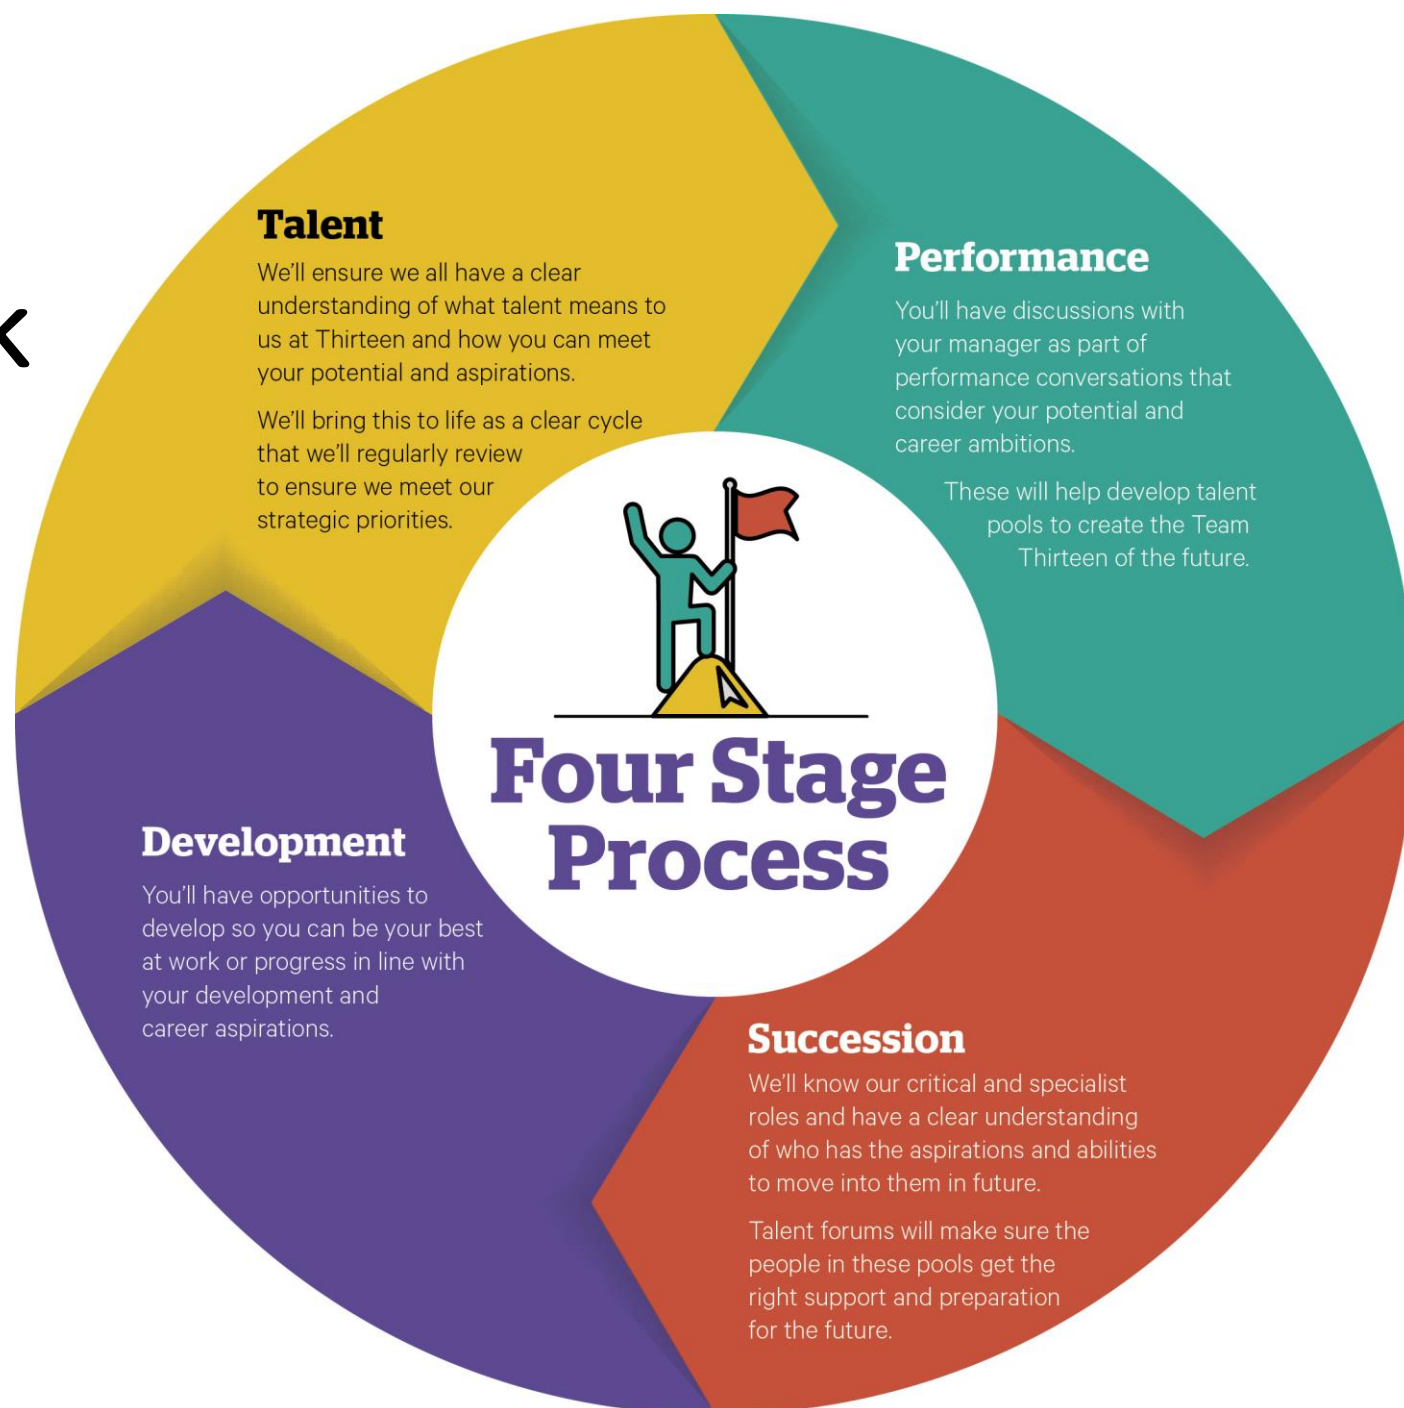 k
Talent
We'll ensure we all have a clear
understanding of what talent means to
us at Thirteen and how you can meet
your potential and aspirations.
We'll bring this to life as a clear cycle
that we'll regularly review
to ensure we meet our
strategic priorities.
Performance
You'll have discussions with
your manager as part of
performance conversations that
consider your potential and
career ambitions.
These will help develop talent
pools to create the Team
Thirteen of the future.
Four Stage
Process
Development
You'll have opportunities to
develop so you can be your best
at work or progress in line with
your development and
career aspirations.
Succession
We'll know our critical and specialist
roles and have a clear understanding
of who has the aspirations and abilities
to move into them in future.
Talent forums will make sure the
people in these pools get the
right support and preparation
for the future.